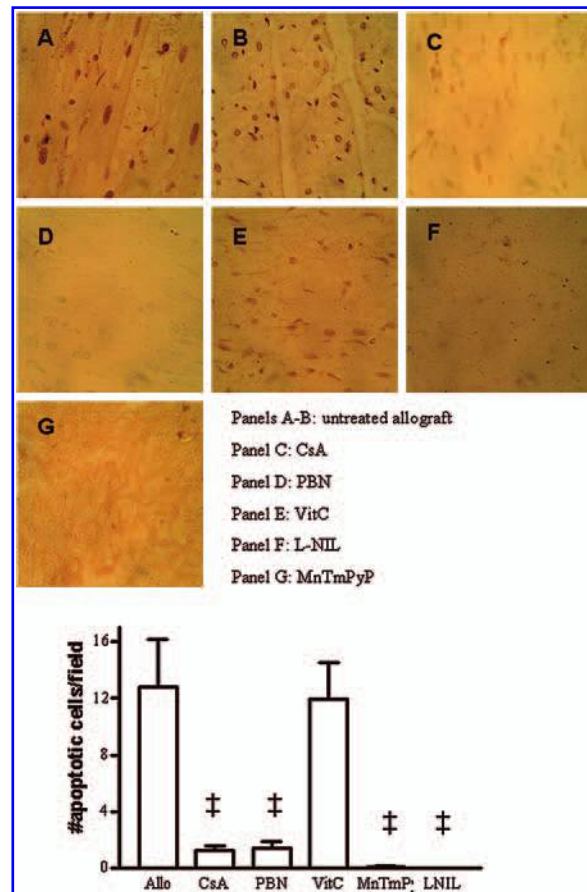 A B C
D E F
G
Panels A-B: untreated allograft
Panel C: CsA
Panel D: PBN
Panel E: VitC
Panel F: L-NIL
Panel G: MnTmPyP
#apoptotic cells/field
16
12
8
4
0
‡ ‡ ‡ ‡
Allo CsA PBN VitC MnTmPy LNIL